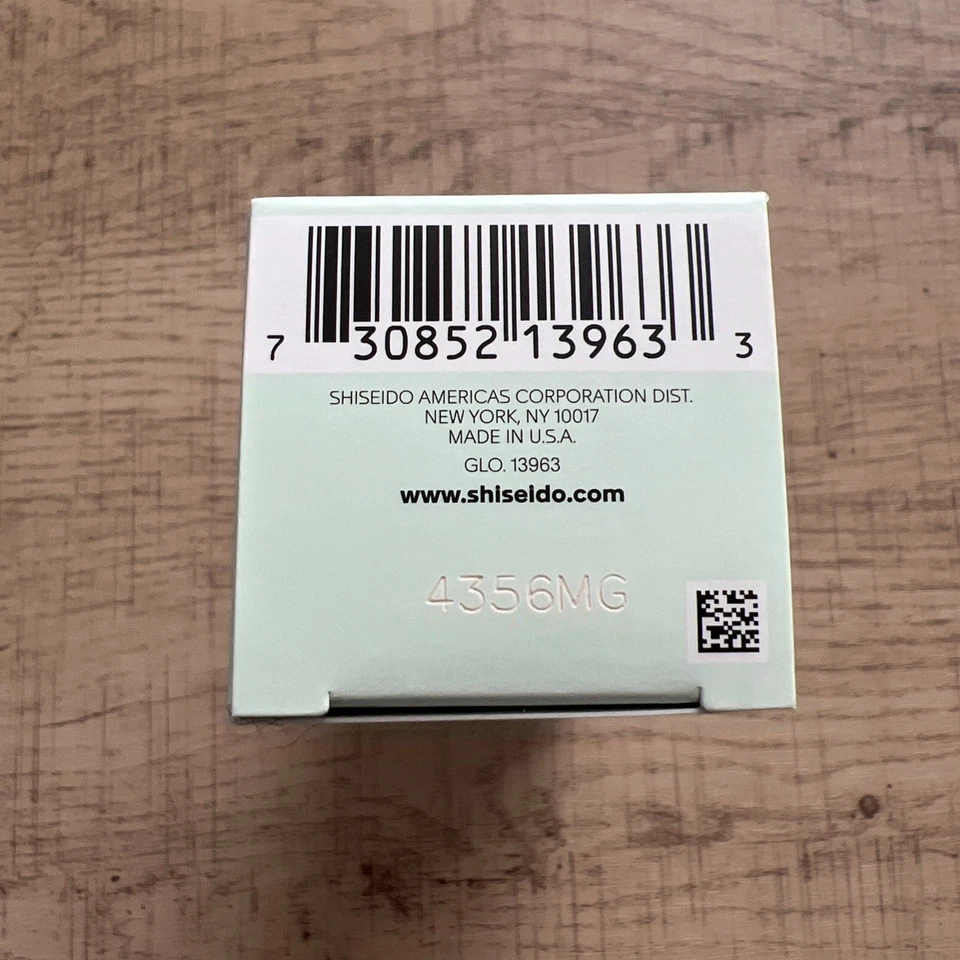 7 30852 13963 3
SHISEIDO AMERICAS CORPORATION DIST.
NEW YORK, NY 10017
MADE IN U.S.A.
GLO. 13963
www.shiseido.com
4356MG